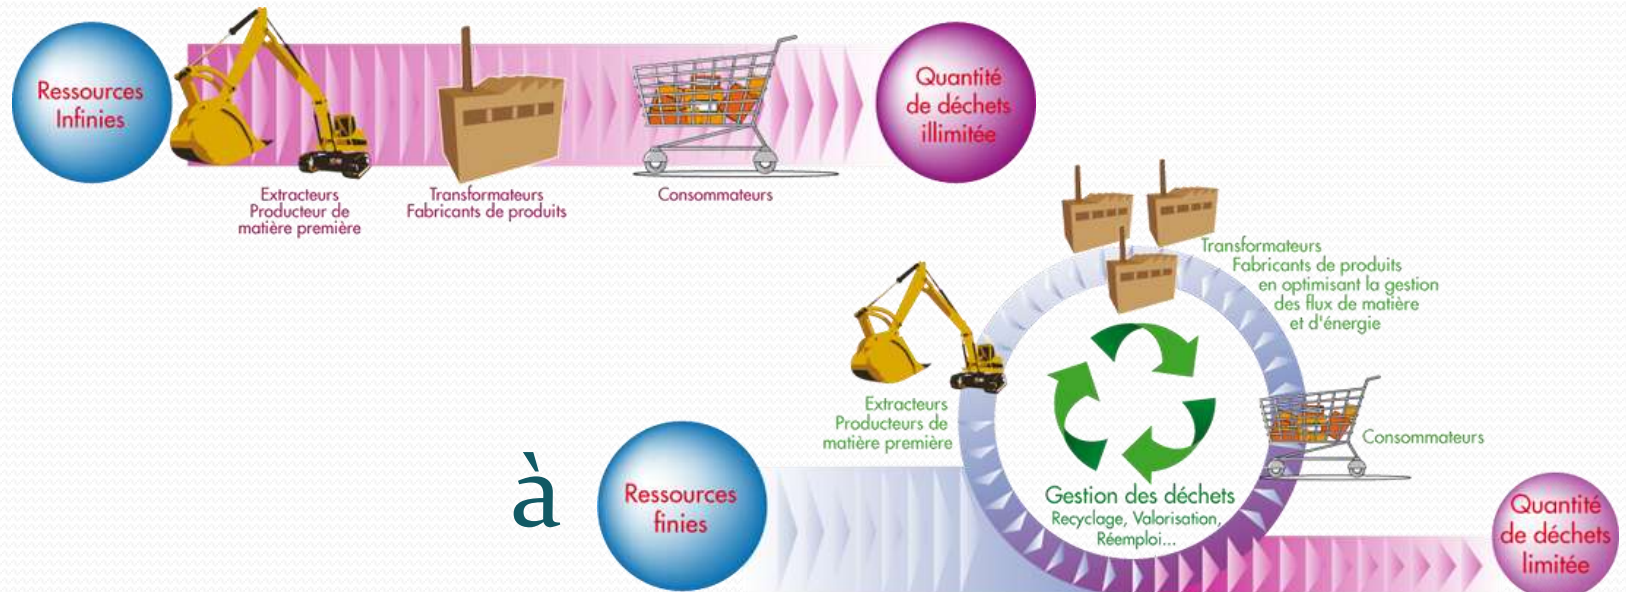 Ressources
Infinies
Extracteurs
Producteur de
matière première
Transformateurs
Fabricants de produits
Consommateurs
Quantité
de déchets
illimitée
à
Ressources
finies
Extracteurs
Producteurs de
matière première
Transformateurs
Fabricants de produits
en optimisant la gestion
des flux de matière
et d'énergie
Consommateurs
Gestion des déchets
Recyclage, Valorisation,
Réemploi...
Quantité
de déchets
limitée